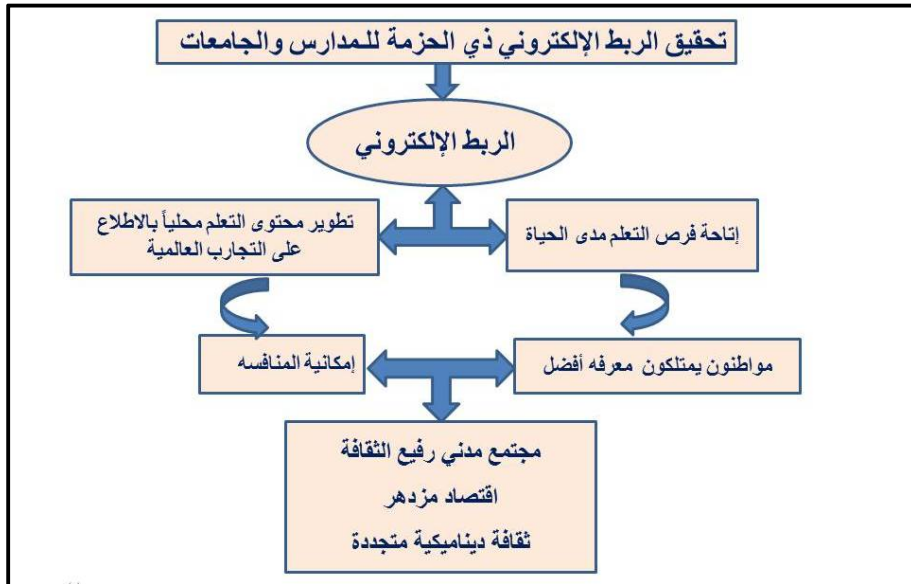 تحقيق الربط الإلكتروني ذي الحزمة للمدارس والجامعات
الربط الإلكتروني
إتاحة فرص التعلم مدى الحياة
تطوير محتوى التعلم محلياً بالاطلاع
على التجارب العالمية
مواطنون يمتلكون معرفه أفضل
إمكانية المنافسه
مجتمع مدني رفيع الثقافة
اقتصاد مزدهر
ثقافة ديناميكية متجددة